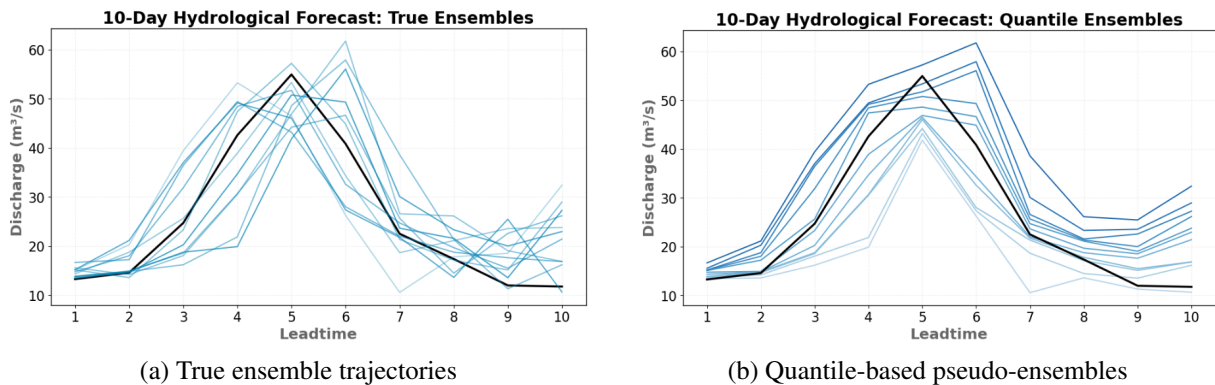 10-Day Hydrological Forecast: True Ensembles
60
50
40
30
20
10
Discharge (m³/s)
1 2 3 4 5 6 7 8 9 10
Leadtime
(a) True ensemble trajectories
10-Day Hydrological Forecast: Quantile Ensembles
60
50
40
30
20
10
Discharge (m³/s)
1 2 3 4 5 6 7 8 9 10
Leadtime
(b) Quantile-based pseudo-ensembles